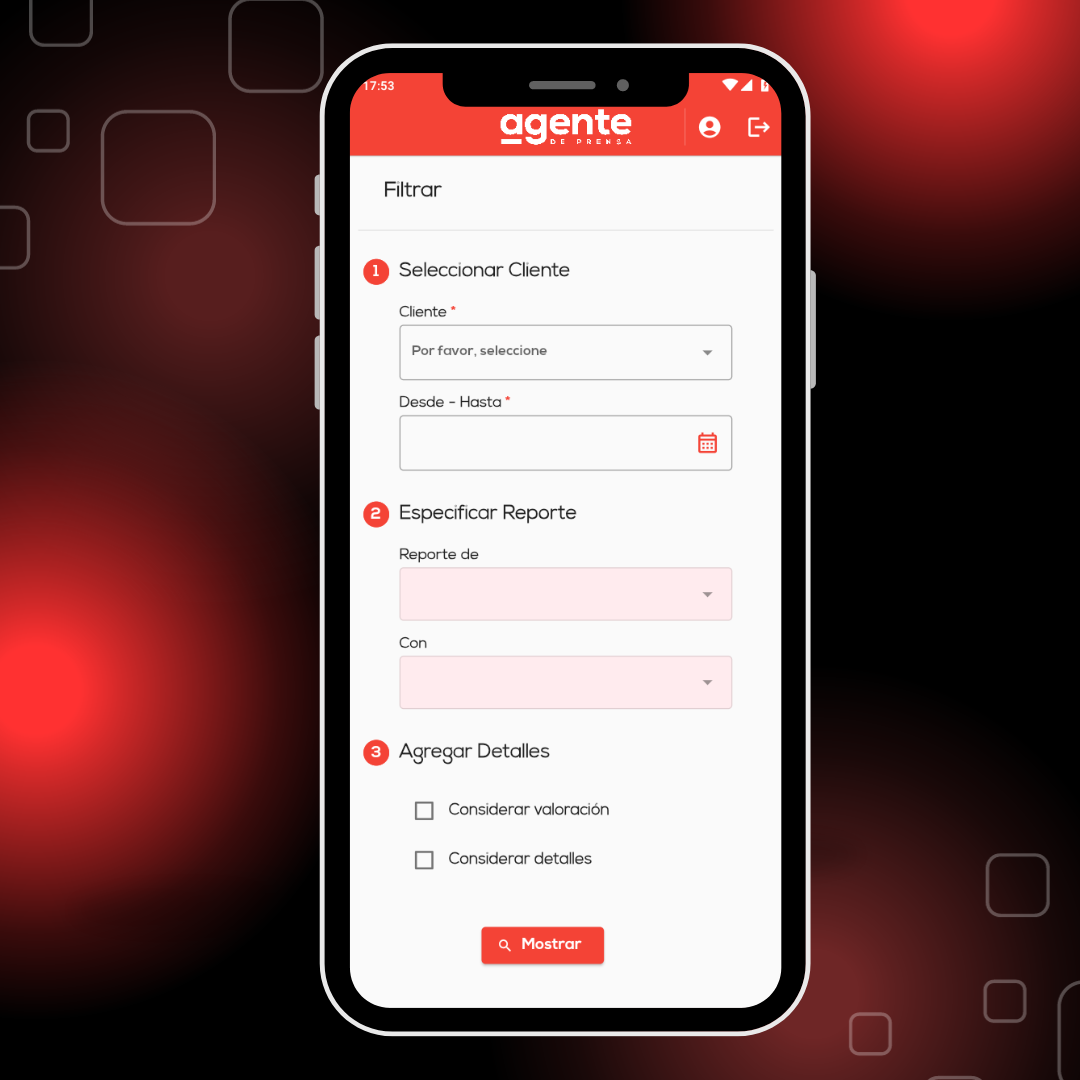 17:53
agente
DE PRENSA
Filtrar
1 Seleccionar Cliente
Cliente *
Por favor, seleccione
Desde - Hasta *
2 Especificar Reporte
Reporte de
Con
3 Agregar Detalles
Considerar valoración
Considerar detalles
Mostrar